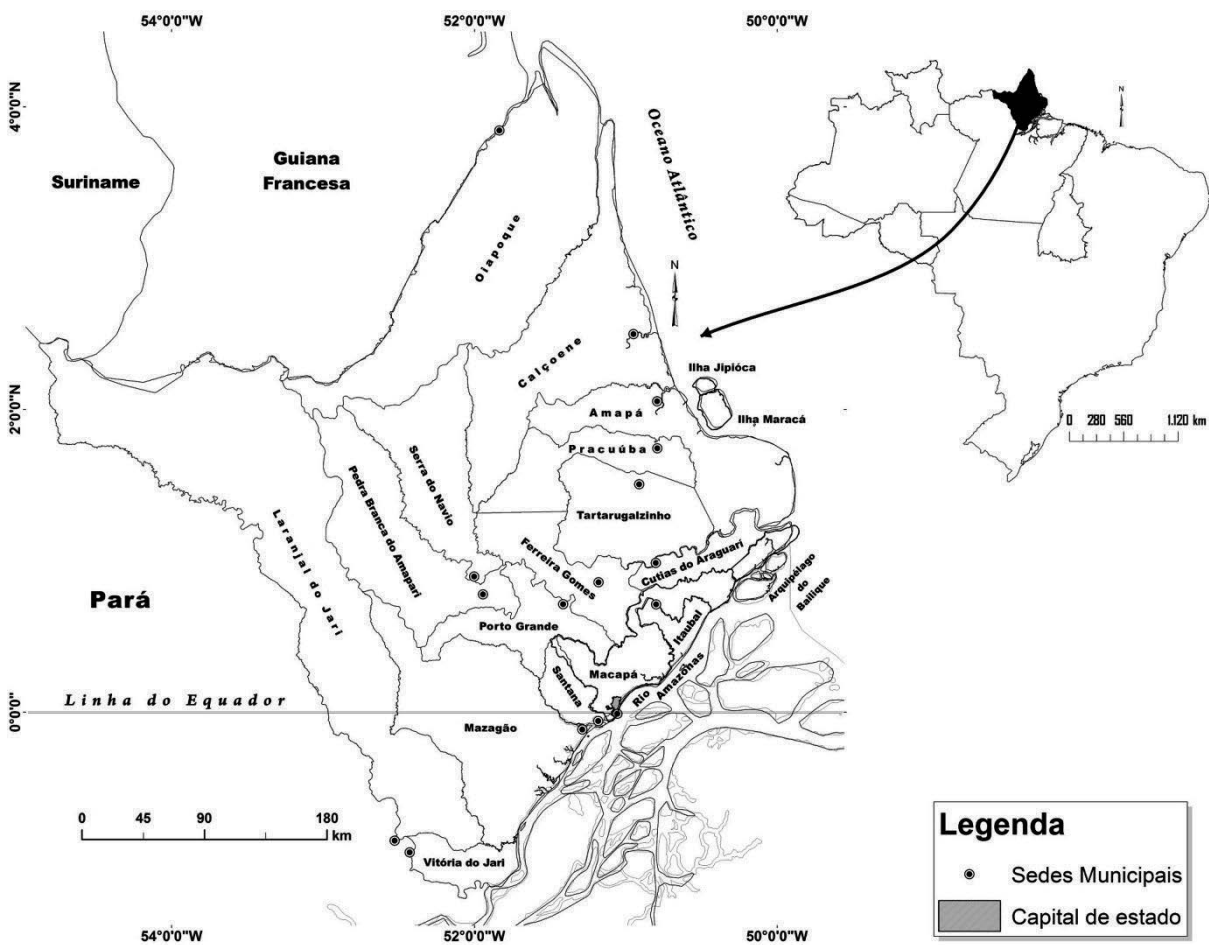 54°0'0"W 52°0'0"W 50°0'0"W
4°0'0"N
2°0'0"N
0°0'0"
Suriname
Guiana
Francesa
Oceano Atlântico
N
N
Oiapoque
Calçoene
Ilha Jipióca
Ilha Maracá
Amapá
Pracuúba
Tartarugalzinho
Serra do Navio
Pedra Branca do Amapari
Laranjal do Jari
Ferreira Gomes
Cutias do Araguari
Arquipélago
do
Bailique
Pará
Porto Grande
Itaubal
Macapá
Santana
Rio Amazônas
Linha do Equador
Mazagão
Vitória do Jari
0 45 90 180
km
0 280 560 1.120 km
Legenda
Sedes Municipais
Capital de estado
54°0'0"W 52°0'0"W 50°0'0"W